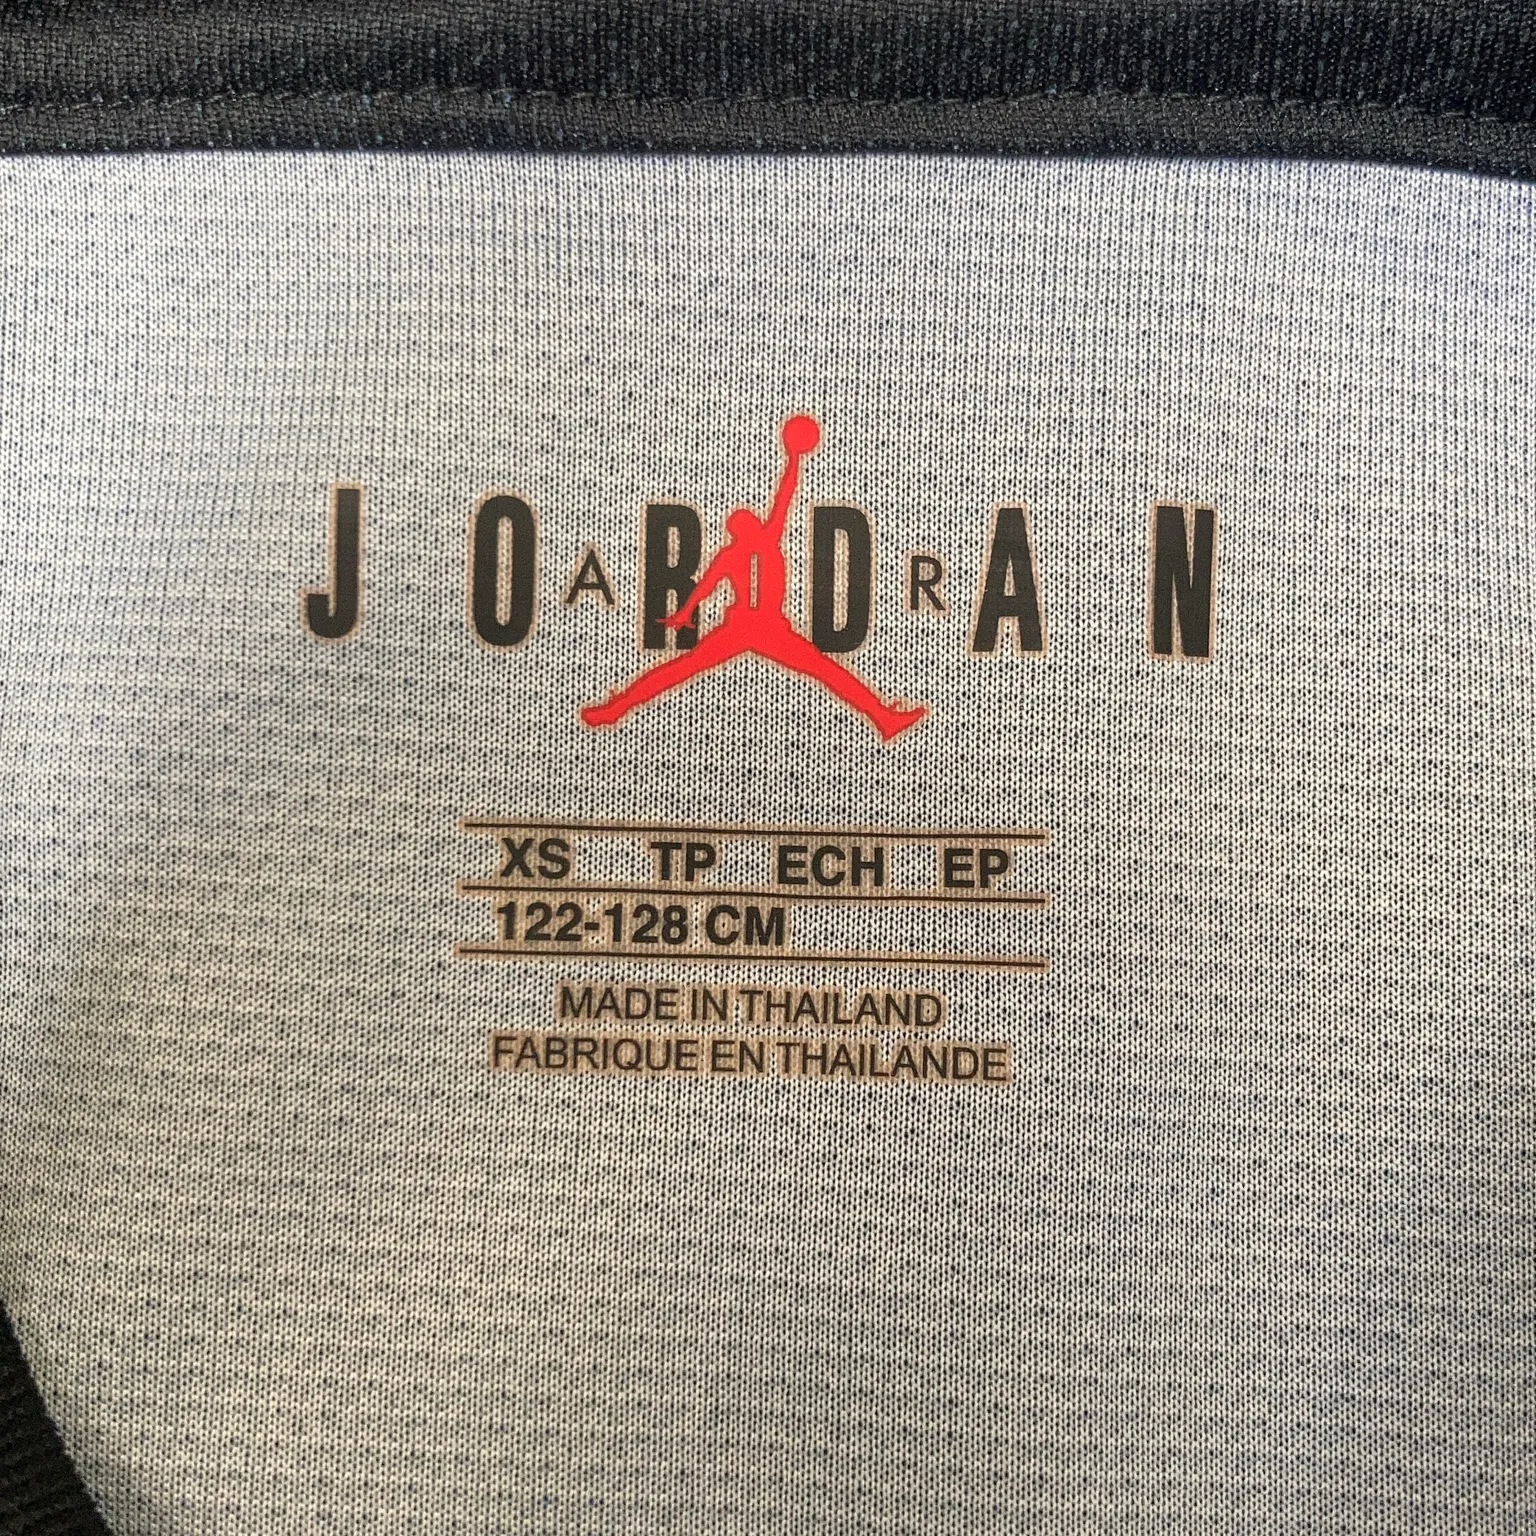 JORDAN
AIR
XS TP ECH EP
122-128 CM
MADE IN THAILAND
FABRIQUE EN THAILANDE